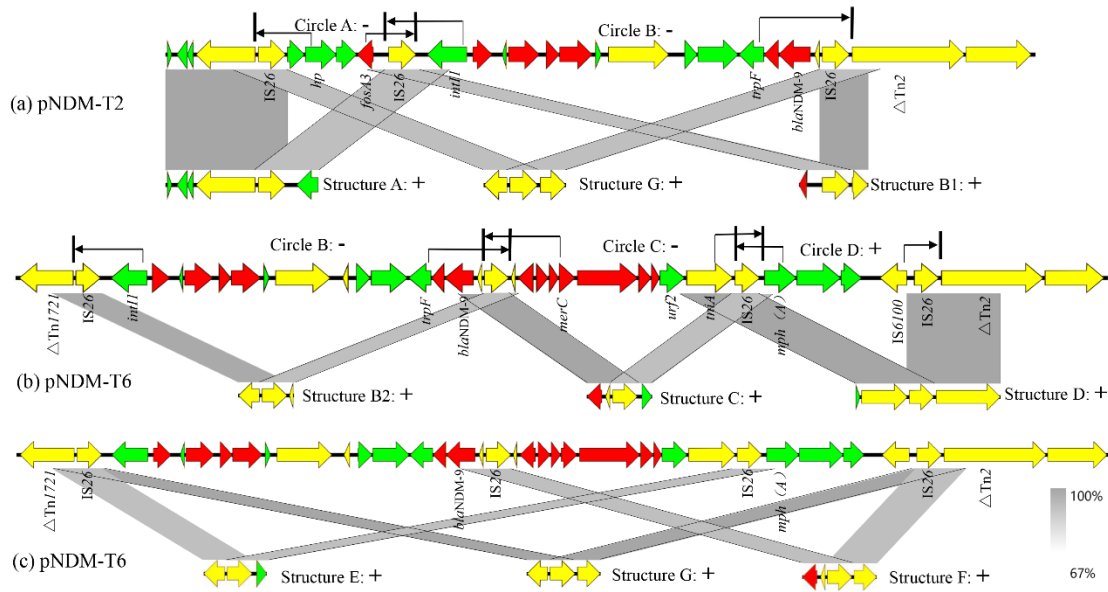 Circle A: -
Circle B: -
IS26
hp
fosA3
IS26
intI1
trpF
blaNDM-9
IS26
△Tn2
(a) pNDM-T2
Structure A: +
Structure G: +
Structure B1: +
Circle B: -
Circle C: -
Circle D: +
△Tn1721
IS26
intI1
trpF
blaNDM-9
merC
urf2
tniA
IS26
mph (A)
IS6100
IS26
△Tn2
(b) pNDM-T6
Structure B2: +
Structure C: +
Structure D: +
△Tn1721
IS26
blaNDM-9
IS26
IS26
mph (A)
IS26
△Tn2
100%
67%
(c) pNDM-T6
Structure E: +
Structure G: +
Structure F: +